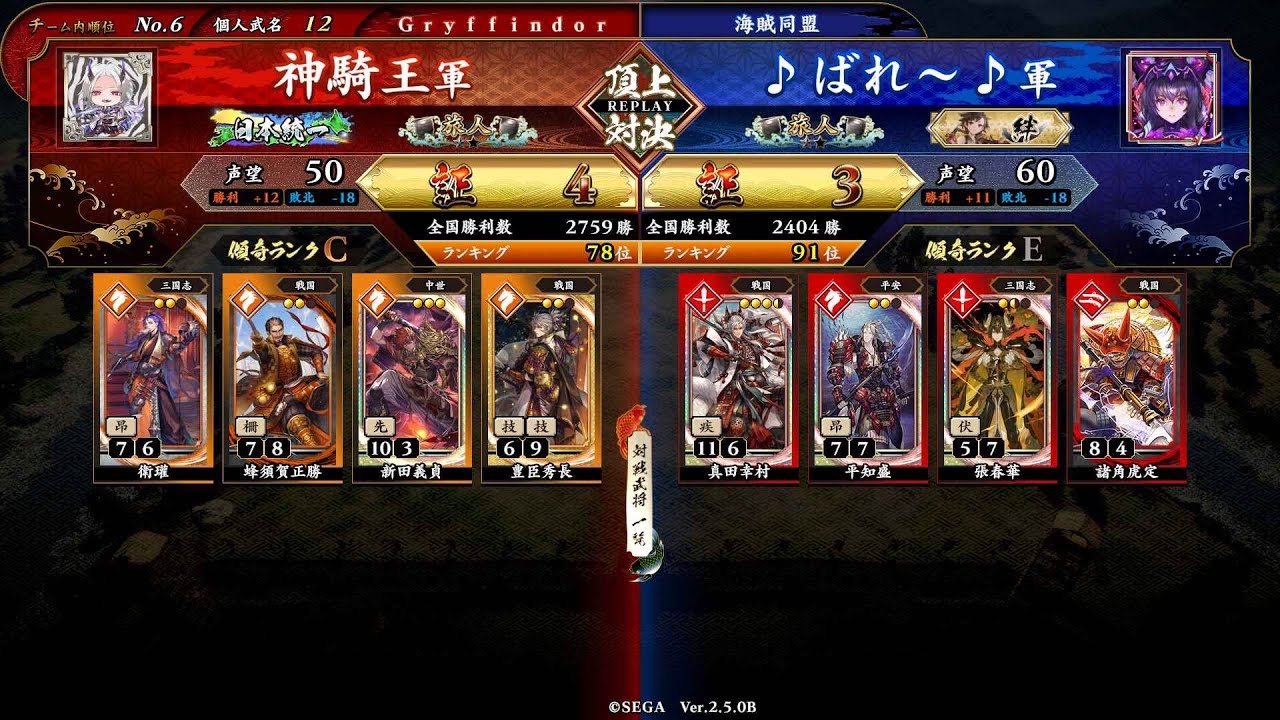 チーム内順位 No.6 個人武名 12 Gryffindor 海賊同盟
神騎王軍 ♪ばれ～♪軍
頂上
REPLAY
対決
日本統一 旅人 旅人 絆
声望 50 証 4 証 3 声望 60
勝利 +12 敗北 -18 勝利 +11 敗北 -18
全国勝利数 2759勝 全国勝利数 2404勝
傾奇ランク C ランキング 78位 ランキング 91位 傾奇ランク E
三国志 戦国 中世 戦国 戦国 平安 三国志 戦国
昴 柵 先 技 技 疾 昴 伏
7 6 7 8 10 3 6 9 11 6 7 7 5 7 8 4
衛瓘 蜂須賀正勝 新田義貞 豊臣秀長 真田幸村 平知盛 張春華 諸角虎定
対戦武将一覧
©SEGA Ver.2.5.0B